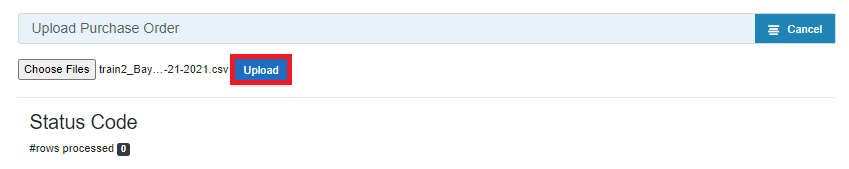 Upload Purchase Order
Cancel
Choose Files train2_Bay…-21-2021.csv Upload
Status Code
#rows processed 0